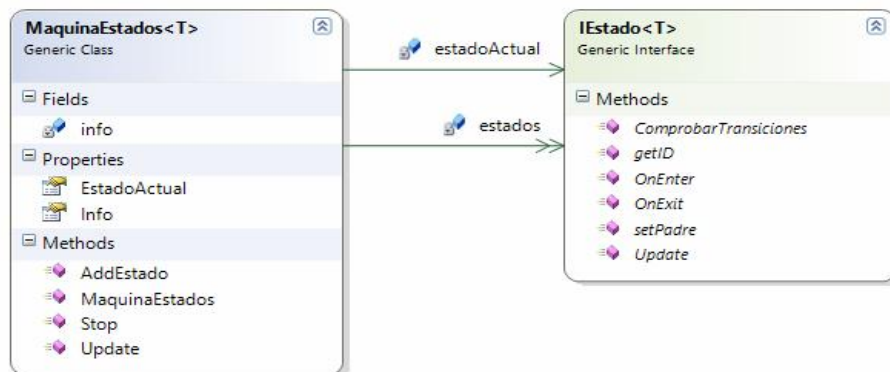 MaquinaEstados<T>
Generic Class
Fields
info
Properties
EstadoActual
Info
Methods
AddEstado
MaquinaEstados
Stop
Update
estadoActual
estados
IEstado<T>
Generic Interface
Methods
ComprobarTransiciones
getID
OnEnter
OnExit
setPadre
Update